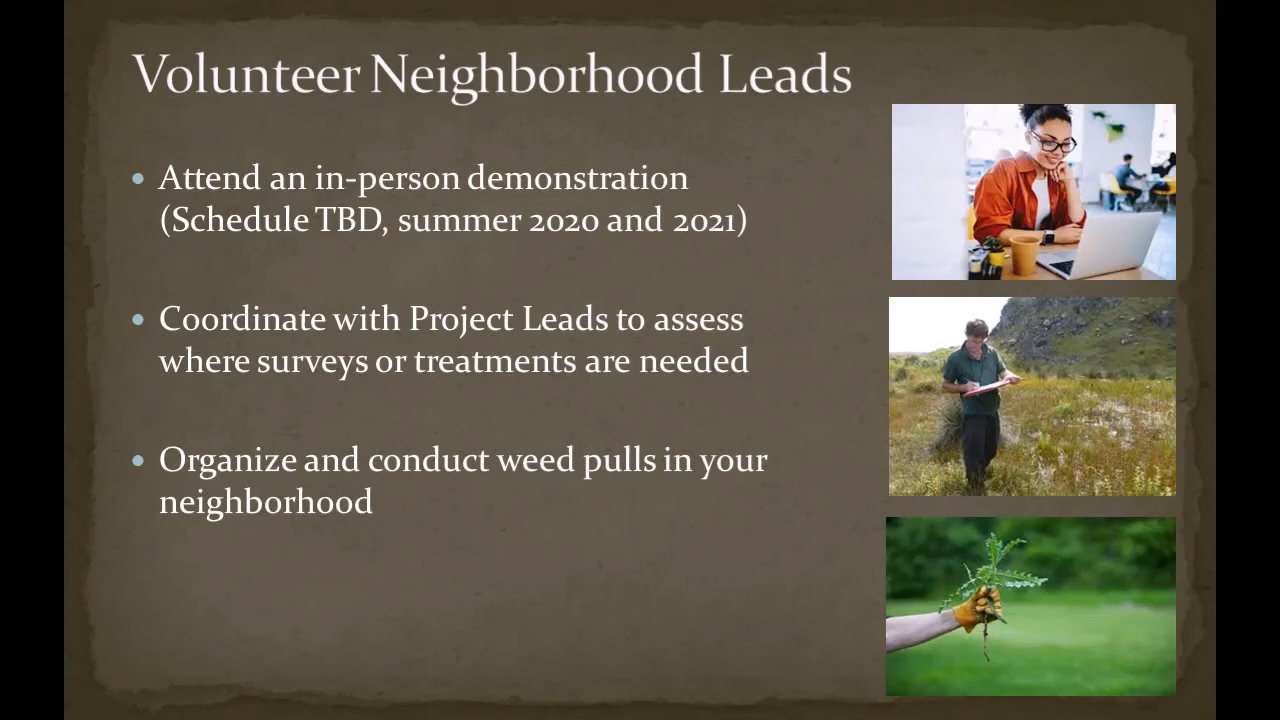 Volunteer Neighborhood Leads
• Attend an in-person demonstration
(Schedule TBD, summer 2020 and 2021)
• Coordinate with Project Leads to assess
where surveys or treatments are needed
• Organize and conduct weed pulls in your
neighborhood